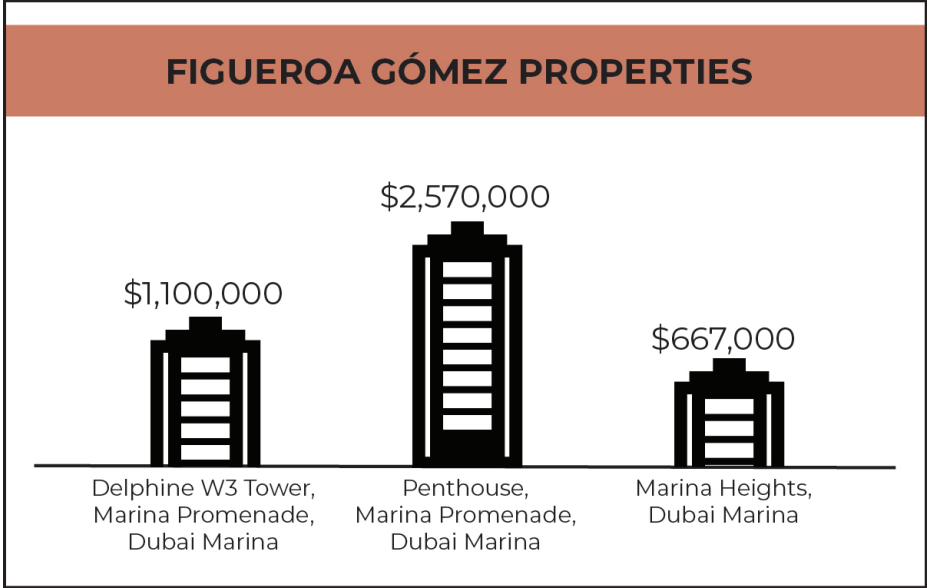 FIGUEROA GÓMEZ PROPERTIES
$1,100,000
$2,570,000
$667,000
Delphine W3 Tower,
Marina Promenade,
Dubai Marina
Penthouse,
Marina Promenade,
Dubai Marina
Marina Heights,
Dubai Marina